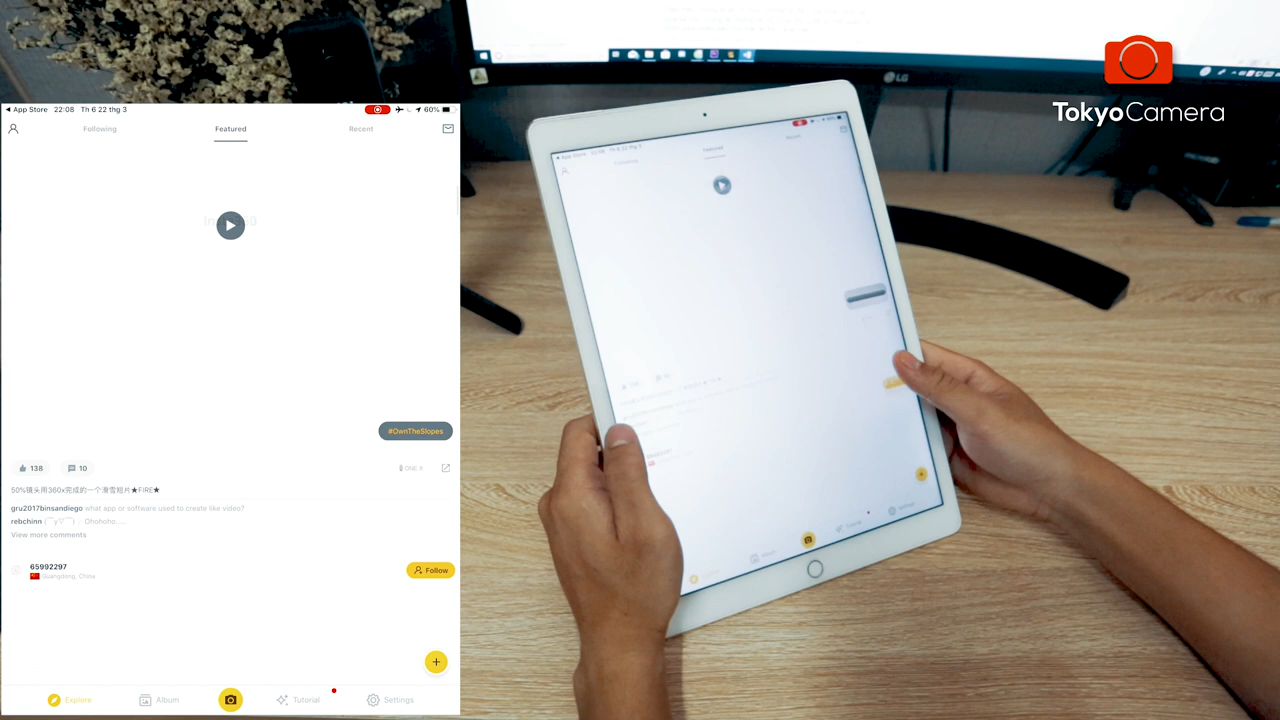 App Store 22:08 Th 6 22 thg 3 60%
Following Featured Recent
#OwnTheSlopes
138 10 ONE X
50%镜头用360x完成的一个滑雪短片★FIRE★
gru2017binsandiego what app or software used to create like video?
rebchinn Ohohoho....
View more comments
65992297
Guangdong, China
Follow
Explore Album Tutorial Settings
LG
TokyoCamera